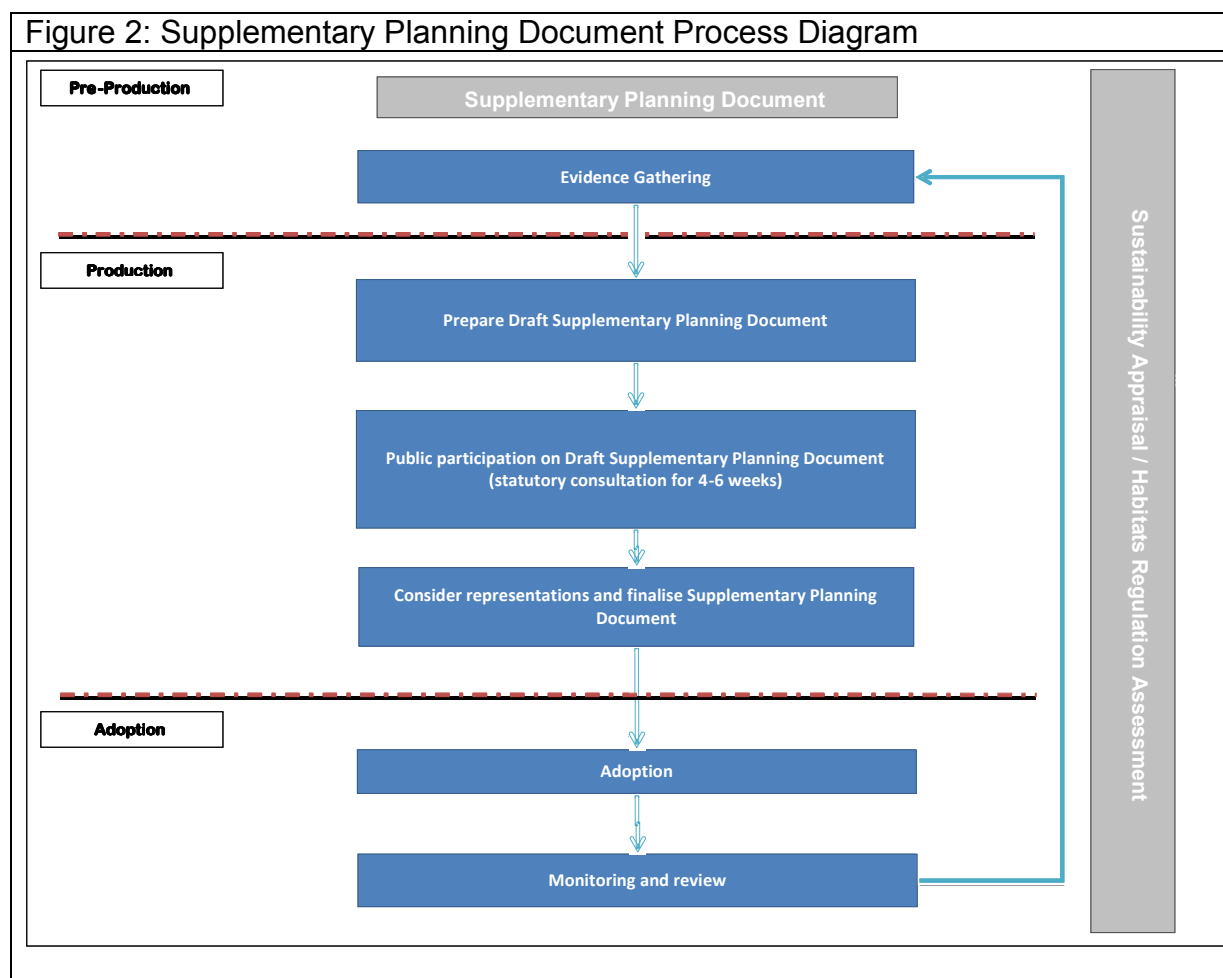 Figure 2: Supplementary Planning Document Process Diagram
Pre-Production
Supplementary Planning Document
Evidence Gathering
Production
Prepare Draft Supplementary Planning Document
Public participation on Draft Supplementary Planning Document
(statutory consultation for 4-6 weeks)
Consider representations and finalise Supplementary Planning
Document
Adoption
Adoption
Monitoring and review
Sustainability Appraisal / Habitats Regulation Assessment